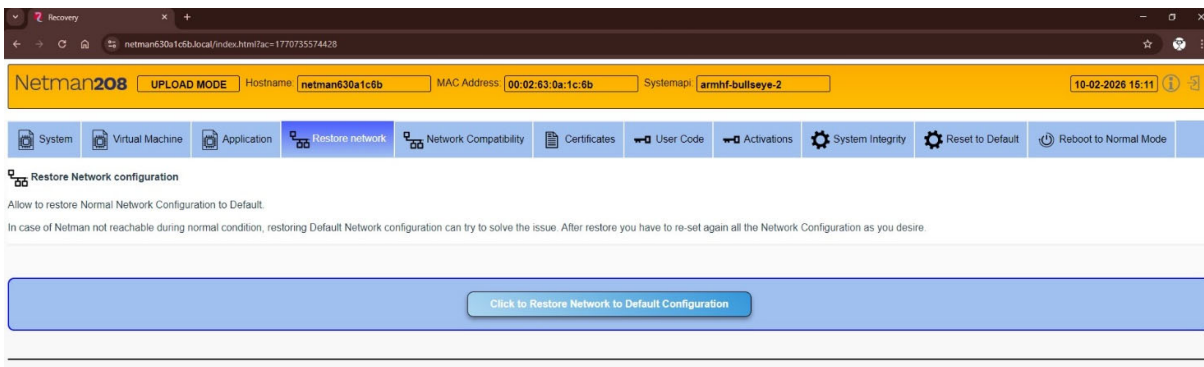 Recovery
netman630a1c6b.local/index.html?ac=1770735574428
Netman208 UPLOAD MODE Hostname: netman630a1c6b MAC Address: 00:02:63:0a:1c:6b Systemapi: armhf-bullseye-2 10-02-2026 15:11
System Virtual Machine Application Restore network Network Compatibility Certificates User Code Activations System Integrity Reset to Default Reboot to Normal Mode
Restore Network configuration
Allow to restore Normal Network Configuration to Default.
In case of Netman not reachable during normal condition, restoring Default Network configuration can try to solve the issue. After restore you have to re-set again all the Network Configuration as you desire.
Click to Restore Network to Default Configuration